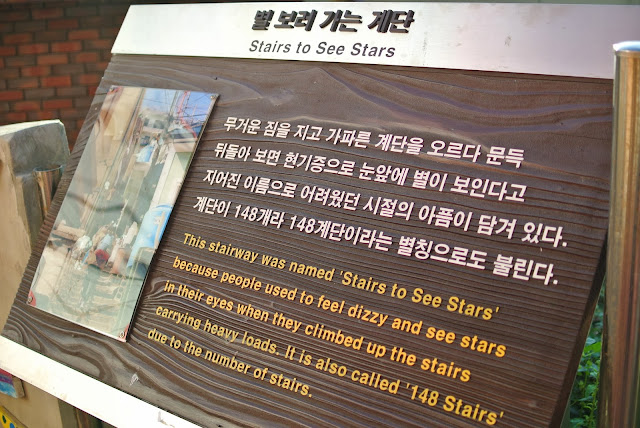 별 보러 가는 계단
Stairs to See Stars
무거운 짐을 지고 가파른 계단을 오르다 문득
뒤돌아 보면 현기증으로 눈앞에 별이 보인다고
지어진 이름으로 어려웠던 시절의 아픔이 담겨 있다.
계단이 148개라 148계단이라는 별칭으로도 불린다.
This stairway was named 'Stairs to See Stars'
because people used to feel dizzy and see stars
in their eyes when they climbed up the stairs
carrying heavy loads. It is also called '148 Stairs'
due to the number of stairs.